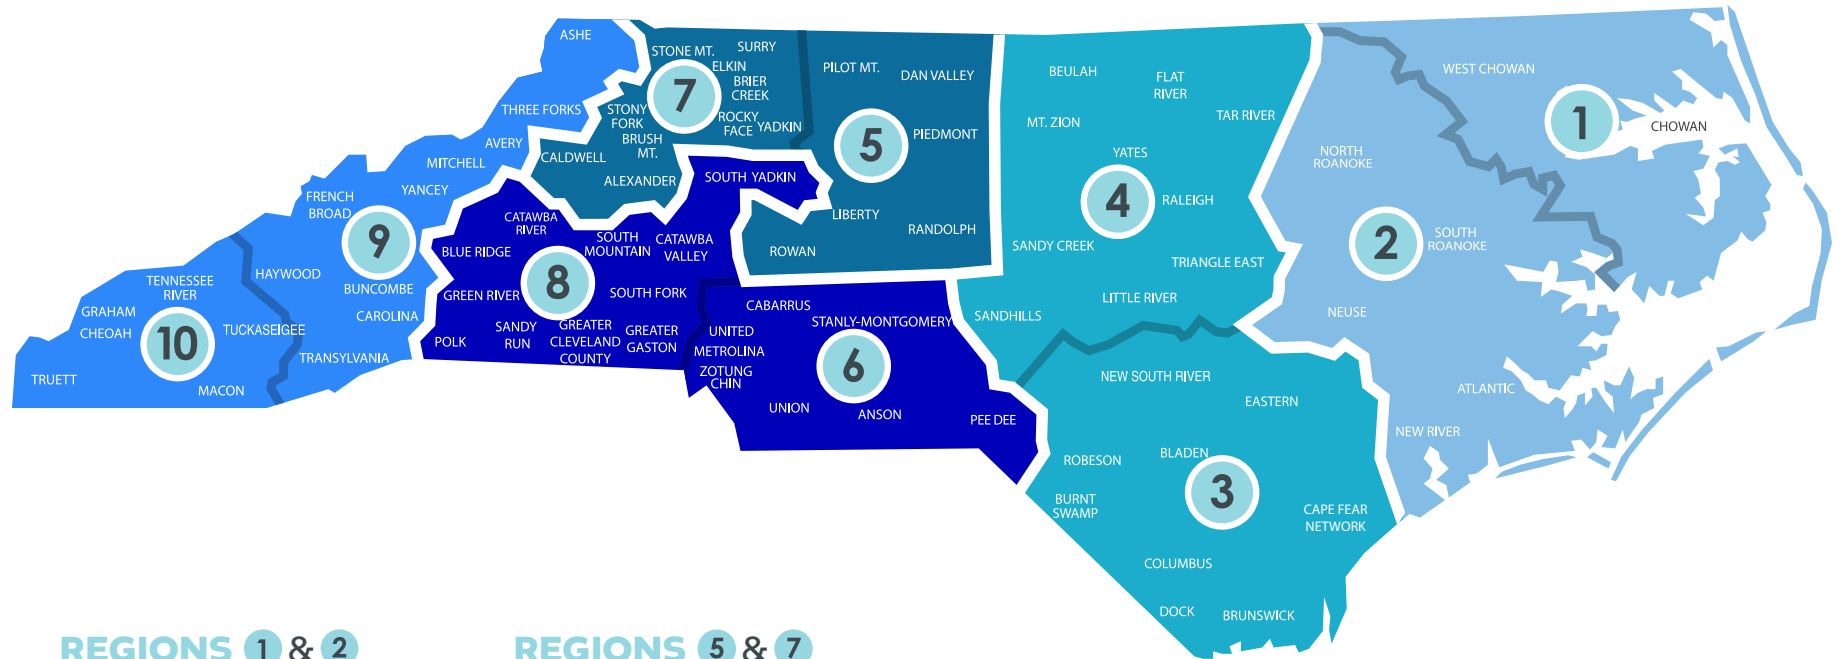 ASHE
THREE FORKS
AVERY
MITCHELL
YANCEY
FRENCH
BROAD
9
HAYWOOD
BUNCOMBE
CAROLINA
TRANSYLVANIA
TENNESSEE
RIVER
GRAHAM
CHEOAH
10
TUCKASEIGEE
TRUETT
MACON
STONE MT.
SURRY
ELKIN
BRIER
CREEK
7
STONY
FORK
ROCKY
FACE
YADKIN
BRUSH
MT.
CALDWELL
ALEXANDER
PILOT MT.
DAN VALLEY
5
PIEDMONT
LIBERTY
RANDOLPH
ROWAN
SOUTH YADKIN
CATAWBA
RIVER
BLUE RIDGE
SOUTH
MOUNTAIN
CATAWBA
VALLEY
8
GREEN RIVER
SOUTH FORK
SANDY
RUN
GREATER
CLEVELAND
COUNTY
GREATER
GASTON
POLK
CABARRUS
STANLY-MONTGOMERY
UNITED
METROLINA
ZOTUNG
CHIN
6
UNION
ANSON
PEE DEE
BEULAH
FLAT
RIVER
TAR RIVER
MT. ZION
YATES
4
RALEIGH
SANDY CREEK
TRIANGLE EAST
LITTLE RIVER
SANDHILLS
NEW SOUTH RIVER
EASTERN
ROBESON
BLADEN
3
BURNT
SWAMP
CAPE FEAR
NETWORK
COLUMBUS
DOCK
BRUNSWICK
WEST CHOWAN
1
CHOWAN
NORTH
ROANOKE
2
SOUTH
ROANOKE
NEUSE
ATLANTIC
NEW RIVER
REGIONS 1 & 2
REGIONS 5 & 7